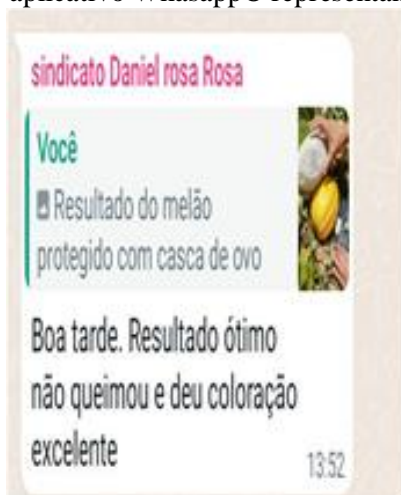 sindicato Daniel rosa Rosa
Você
Resultado do melão
protegido com casca de ovo
Boa tarde. Resultado ótimo
não queimou e deu coloração
excelente
13:52